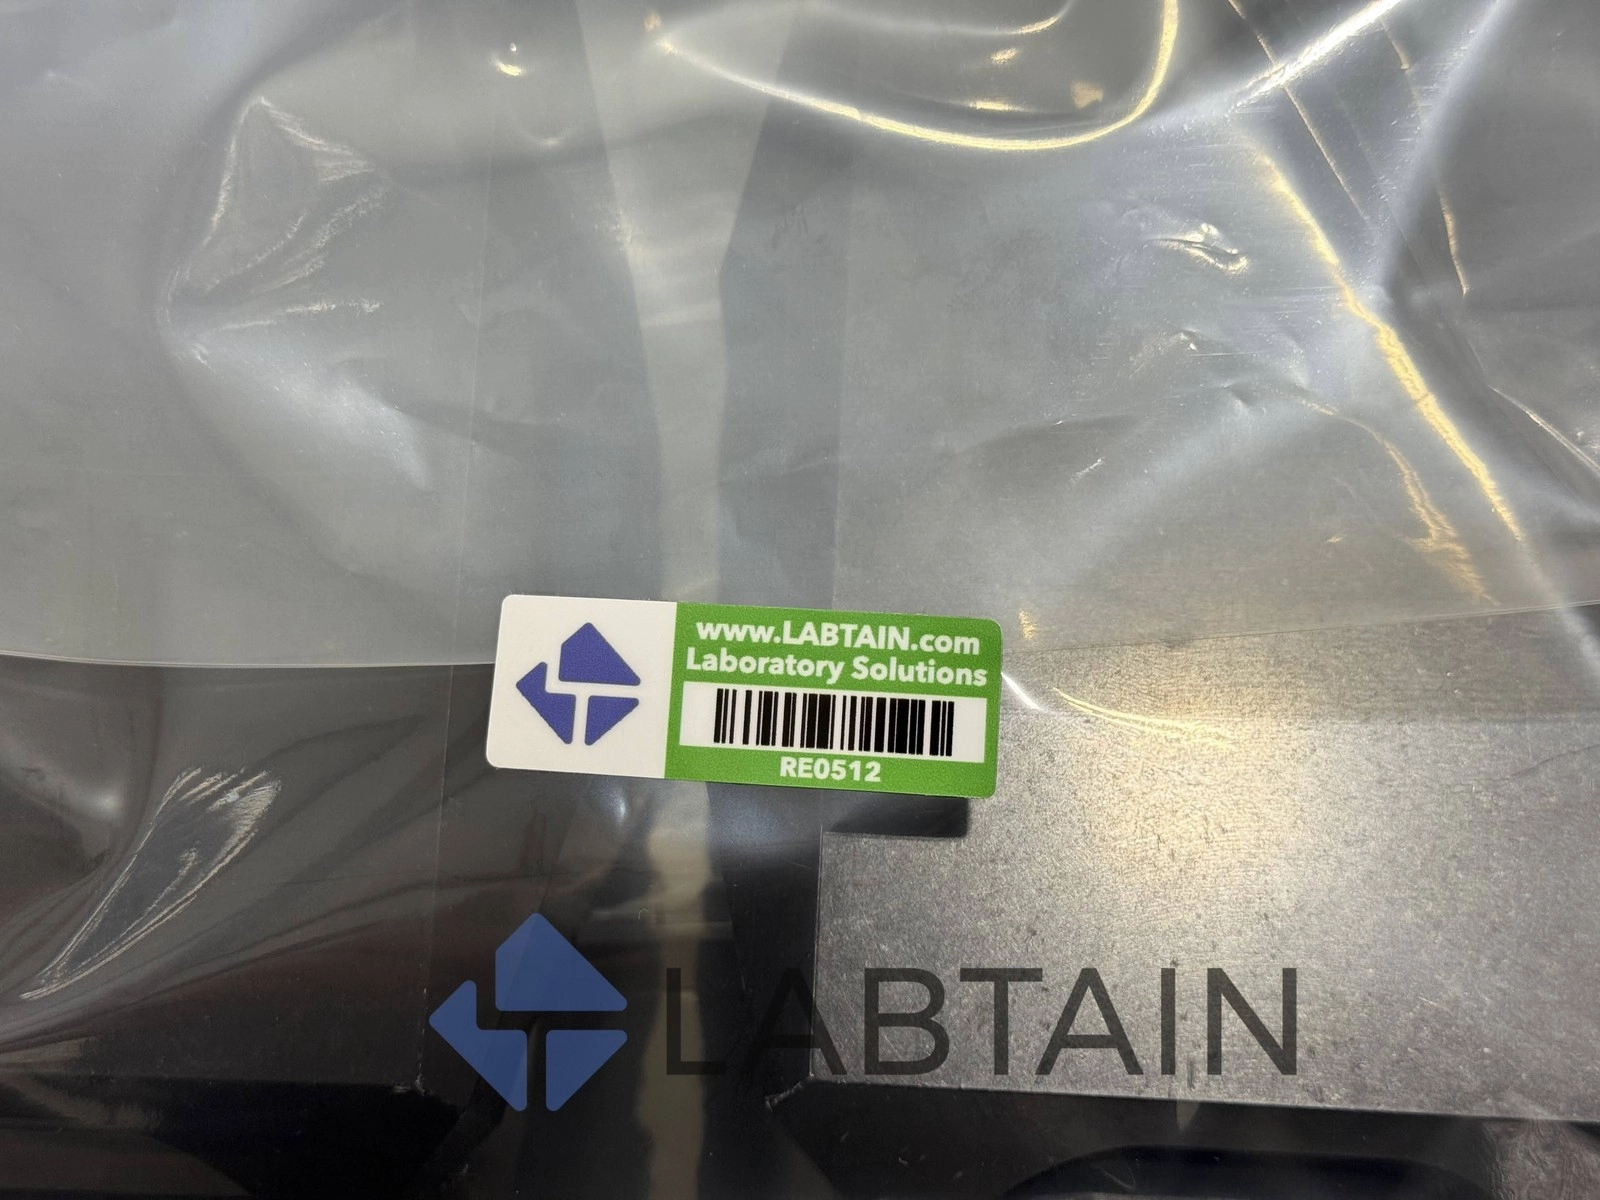 www.LABTAIN.com
Laboratory Solutions
RE0512
LABTAIN